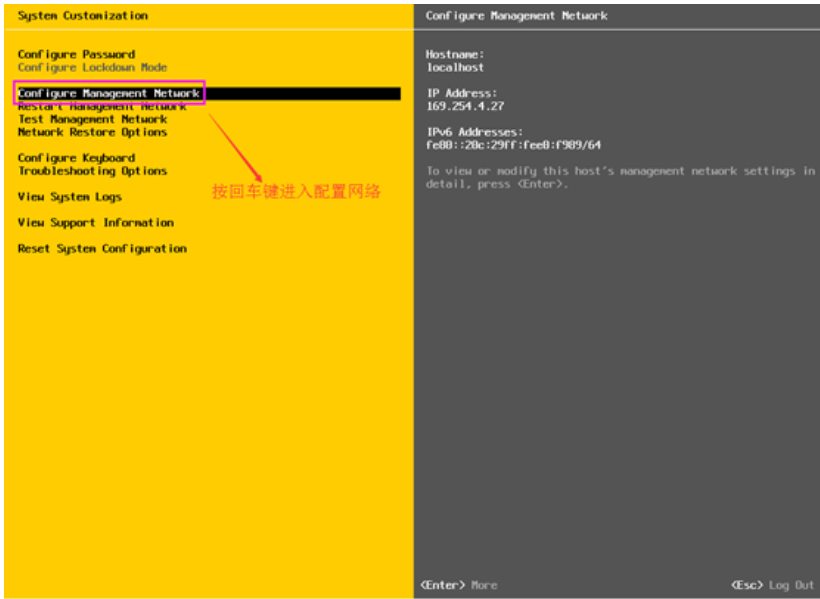 System Customization
Configure Password
Configure Lockdown Mode
Configure Management Network
Restart Management Network
Test Management Network
Network Restore Options
Configure Keyboard
Troubleshooting Options
View System Logs
View Support Information
Reset System Configuration
按回车键进入配置网络
Configure Management Network
Hostname:
localhost
IP Address:
169.254.4.27
IPv6 Addresses:
fe80::20c:29ff:fee0:f989/64
To view or modify this host's management network settings in
detail, press <Enter>.
<Enter> More
<Esc> Log Out